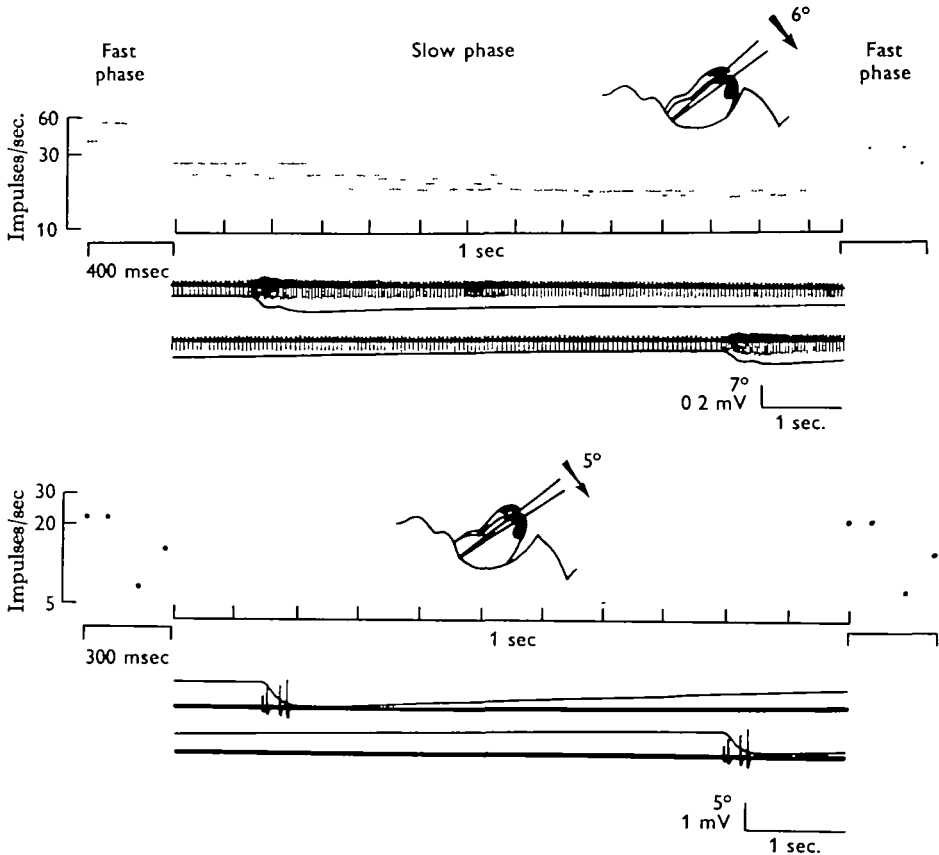 6°
Fast phase
Slow phase
Fast phase
Impulses/sec.
60
30
10
1 sec
400 msec
7°
0 2 mV
1 sec.
5°
Impulses/sec
30
20
5
1 sec
300 msec
5°
1 mV
1 sec.